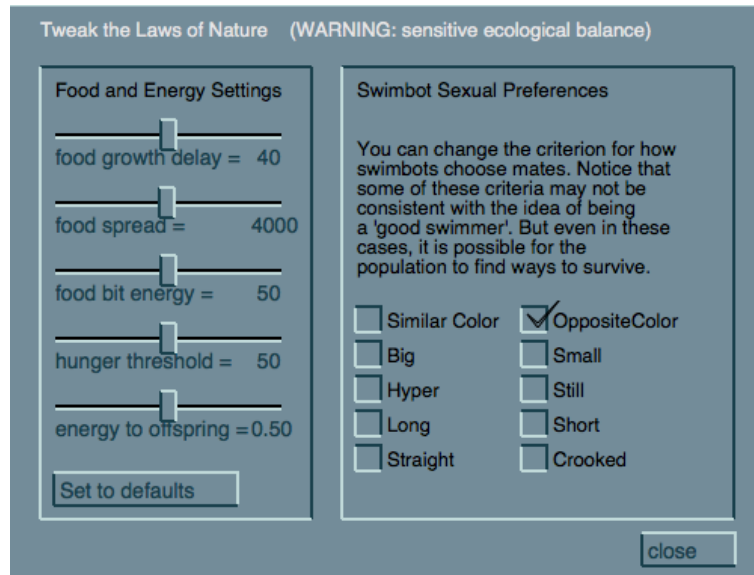 Tweak the Laws of Nature (WARNING: sensitive ecological balance)
Food and Energy Settings
food growth delay = 40
food spread = 4000
food bit energy = 50
hunger threshold = 50
energy to offspring = 0.50
Set to defaults
Swimbot Sexual Preferences
You can change the criterion for how
swimbots choose mates. Notice that
some of these criteria may not be
consistent with the idea of being
a 'good swimmer'. But even in these
cases, it is possible for the
population to find ways to survive.
Similar Color OppositeColor
Big Small
Hyper Still
Long Short
Straight Crooked
close